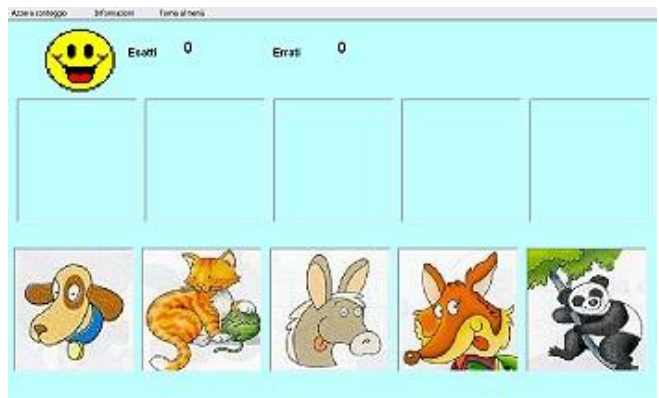 Azzera conteggio Informazioni Torna al menù
Esatti 0 Errati 0